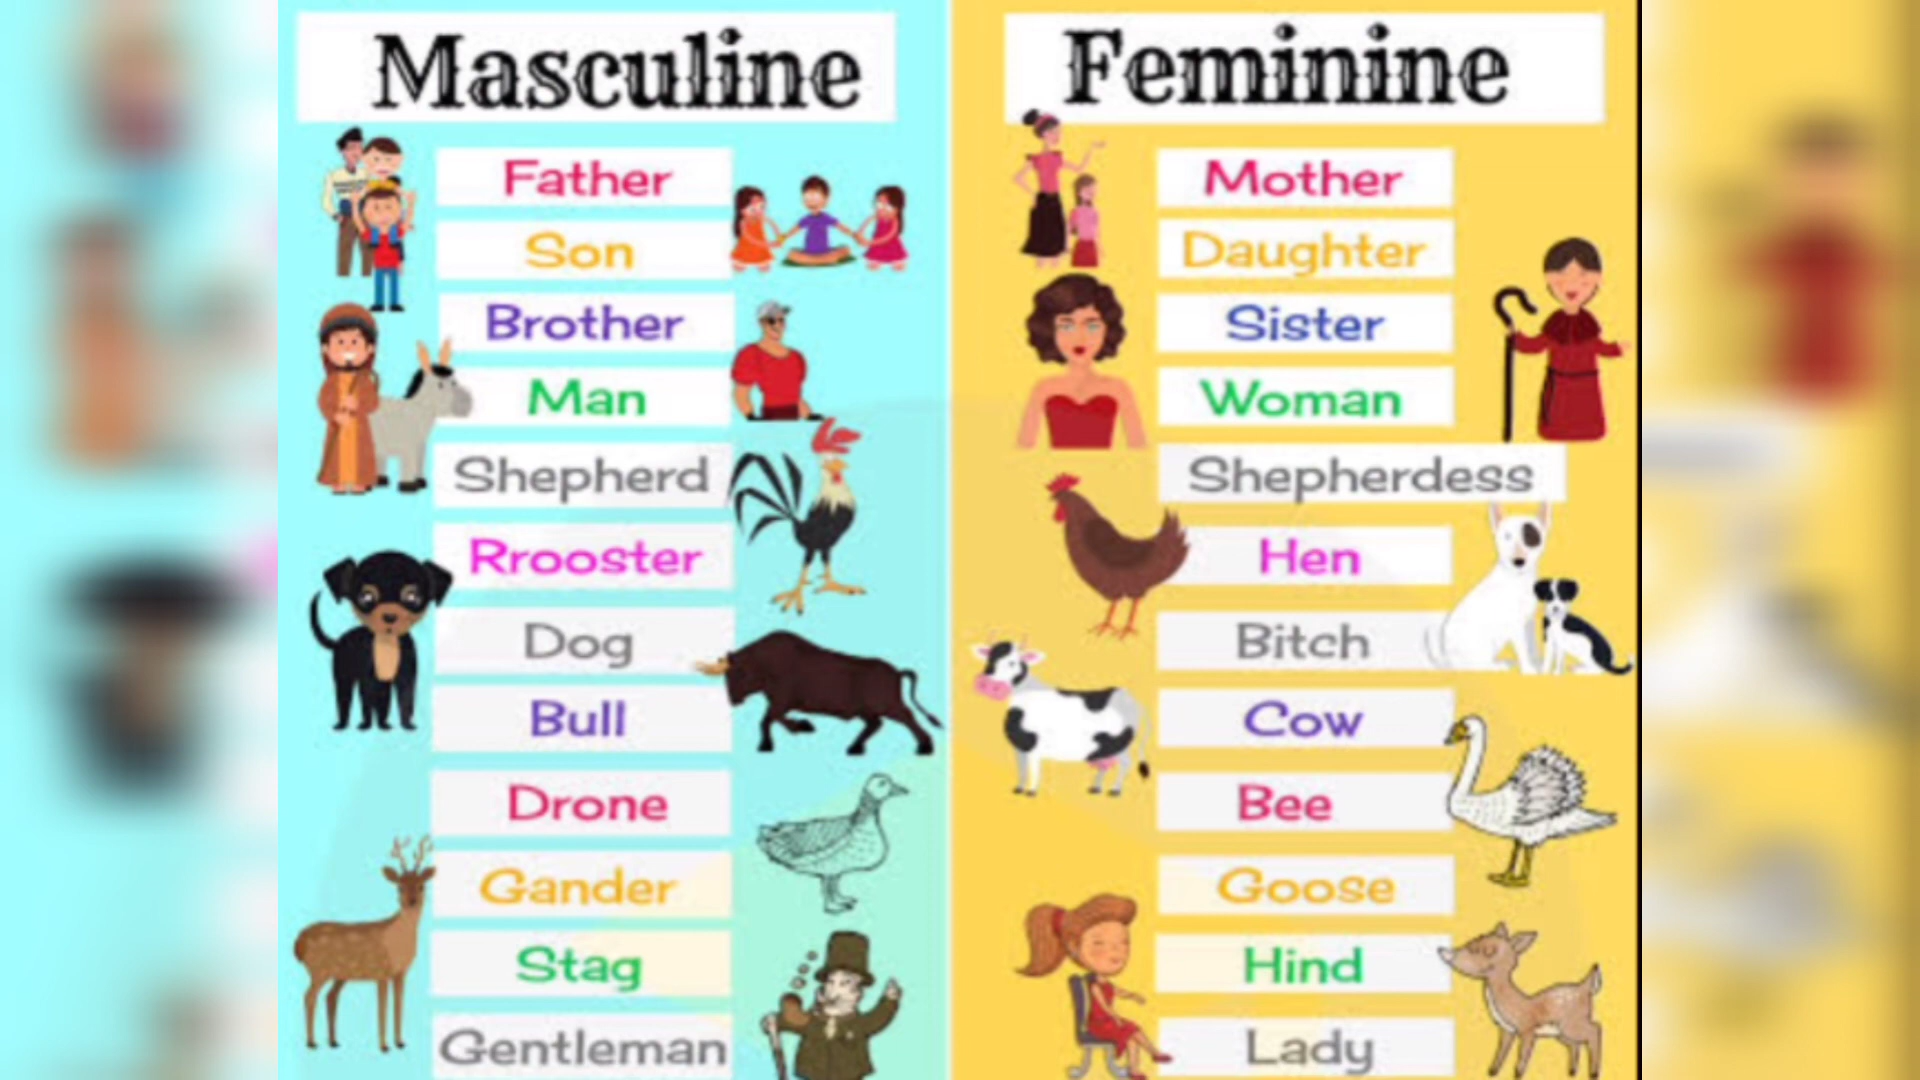 Masculine Feminine
Father Mother
Son Daughter
Brother Sister
Man Woman
Shepherd Shepherdess
Rrooster Hen
Dog Bitch
Bull Cow
Drone Bee
Gander Goose
Stag Hind
Gentleman Lady